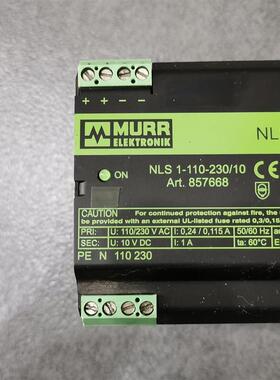 + + − −
MURR
ELEKTRONIK
NL
ON
NLS 1-110-230/10
Art. 857668
CAUTION For continued protection against fire, the
be provided with an external UL-listed fuse rated 0,3/0,15
PRI: U: 110/230 V AC I: 0,24 / 0,115 A 50/60 Hz
SEC: U: 10 V DC I: 1 A ta: 60°C E
PE N 110 230